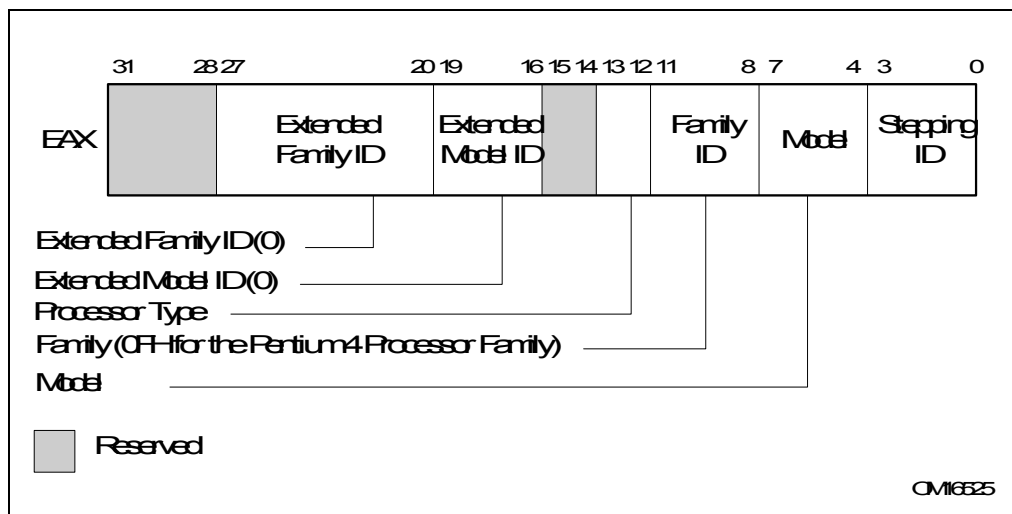 31 28 27 20 19 16 15 14 13 12 11 8 7 4 3 0
EAX
Extended Family ID
Extended Model ID
Family ID
Model
Stepping ID
Extended Family ID (0)
Extended Model ID (0)
Processor Type
Family (0FH for the Pentium 4 Processor Family)
Model
Reserved
OM16525